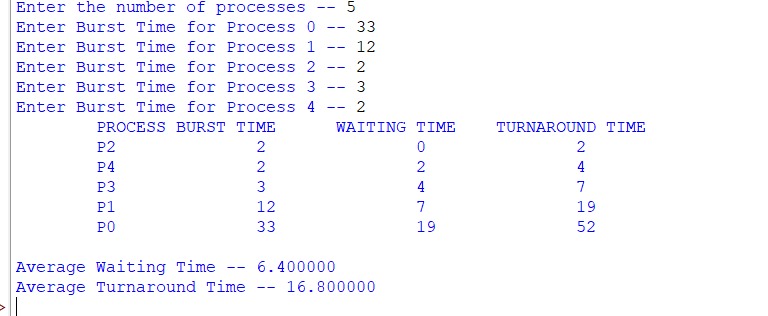 Enter the number of processes -- 5
Enter Burst Time for Process 0 -- 33
Enter Burst Time for Process 1 -- 12
Enter Burst Time for Process 2 -- 2
Enter Burst Time for Process 3 -- 3
Enter Burst Time for Process 4 -- 2
PROCESS BURST TIME WAITING TIME TURNAROUND TIME
P2 2 0 2
P4 2 2 4
P3 3 4 7
P1 12 7 19
P0 33 19 52
Average Waiting Time -- 6.400000
Average Turnaround Time -- 16.800000
>